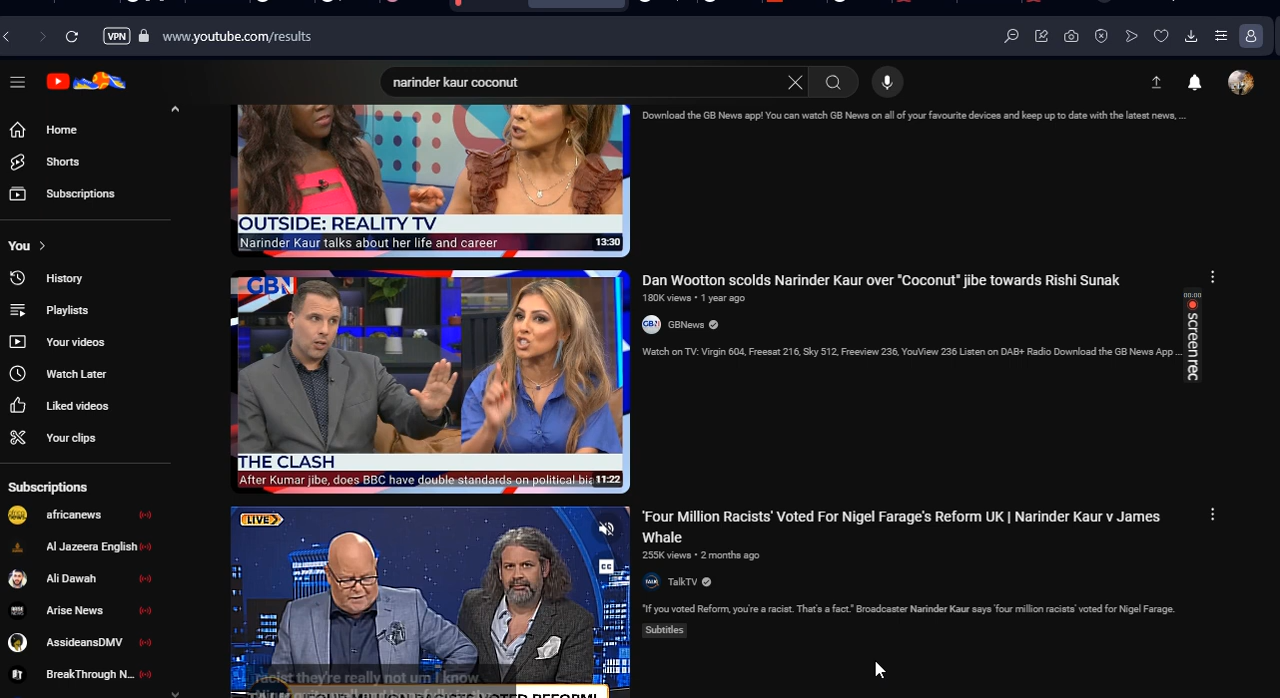 VPN
www.youtube.com/results
narinder kaur coconut
Home
Shorts
Subscriptions
You
History
Playlists
Your videos
Watch Later
Liked videos
Your clips
Subscriptions
africanews
Al Jazeera English
Ali Dawah
Arise News
AssideansDMV
BreakThrough N...
OUTSIDE: REALITY TV
Narinder Kaur talks about her life and career
13:30
Download the GB News app! You can watch GB News on all of your favourite devices and keep up to date with the latest news, ...
GBN
THE CLASH
After Kumar jibe, does BBC have double standards on political bia
11:22
Dan Wootton scolds Narinder Kaur over "Coconut" jibe towards Rishi Sunak
180K views • 1 year ago
GBNews
Watch on TV: Virgin 604, Freesat 216, Sky 512, Freeview 236, YouView 236 Listen on DAB+ Radio Download the GB News App ...
00:00
screen rec
LIVE
CC
racist they're really not um I know
'Four Million Racists' Voted For Nigel Farage's Reform UK | Narinder Kaur v James
Whale
255K views • 2 months ago
TalkTV
"If you voted Reform, you're a racist. That's a fact." Broadcaster Narinder Kaur says 'four million racists' voted for Nigel Farage.
Subtitles